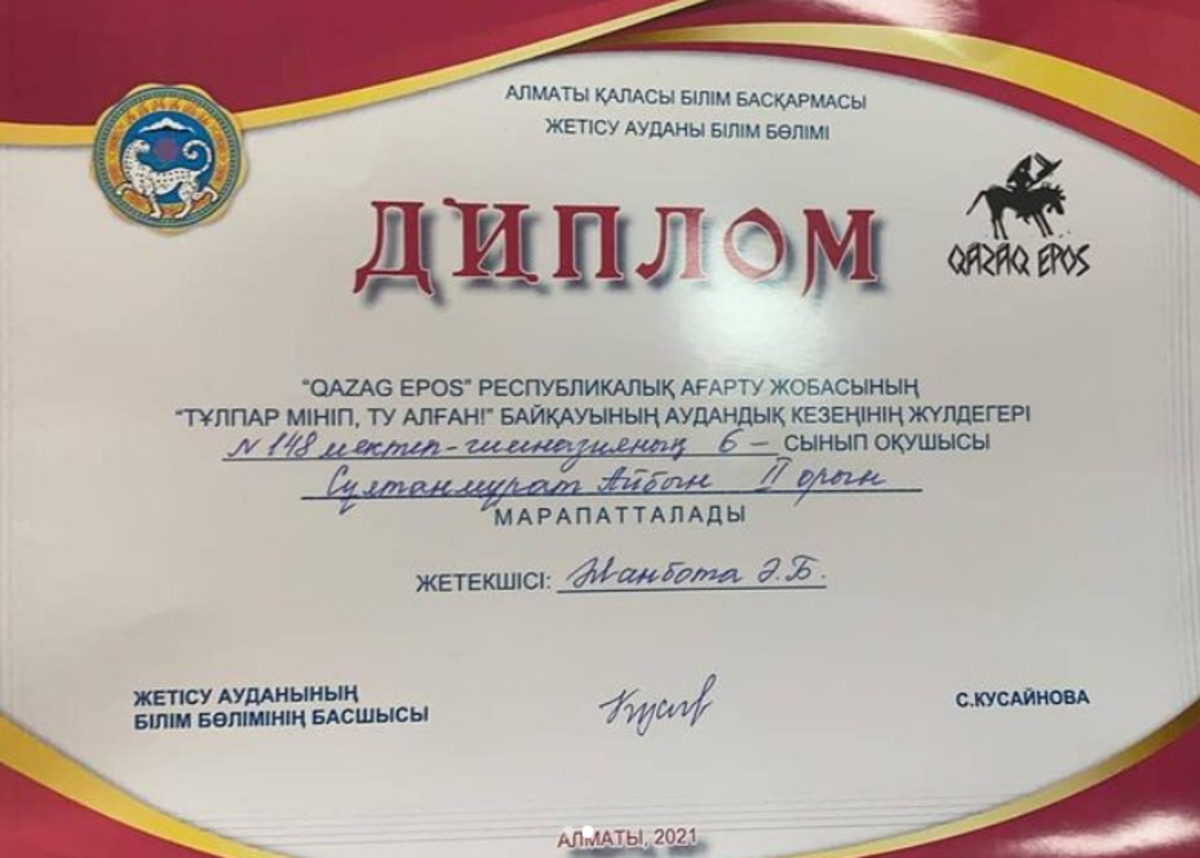 АЛМАТЫ ҚАЛАСЫ БІЛІМ БАСҚАРМАСЫ
ЖЕТІСУ АУДАНЫ БІЛІМ БӨЛІМІ
ДИПЛОМ
QAZAQ EPOS
“QAZAG EPOS” РЕСПУБЛИКАЛЫҚ АҒАРТУ ЖОБАСЫНЫҢ
“ТҰЛПАР МІНІП, ТУ АЛҒАН!” БАЙҚАУЫНЫҢ АУДАНДЫҚ КЕЗЕҢІНІҢ ЖҮЛДЕГЕРІ
N 148 мектеп-гимназияның 6 – СЫНЫП ОҚУШЫСЫ
Сұлтанмұрат Айбын II орын
МАРАПАТТАЛАДЫ
ЖЕТЕКШІСІ: Жанбота Ә.Б.
ЖЕТІСУ АУДАНЫНЫҢ
БІЛІМ БӨЛІМІНІҢ БАСШЫСЫ
С.КУСАЙНОВА
АЛМАТЫ, 2021